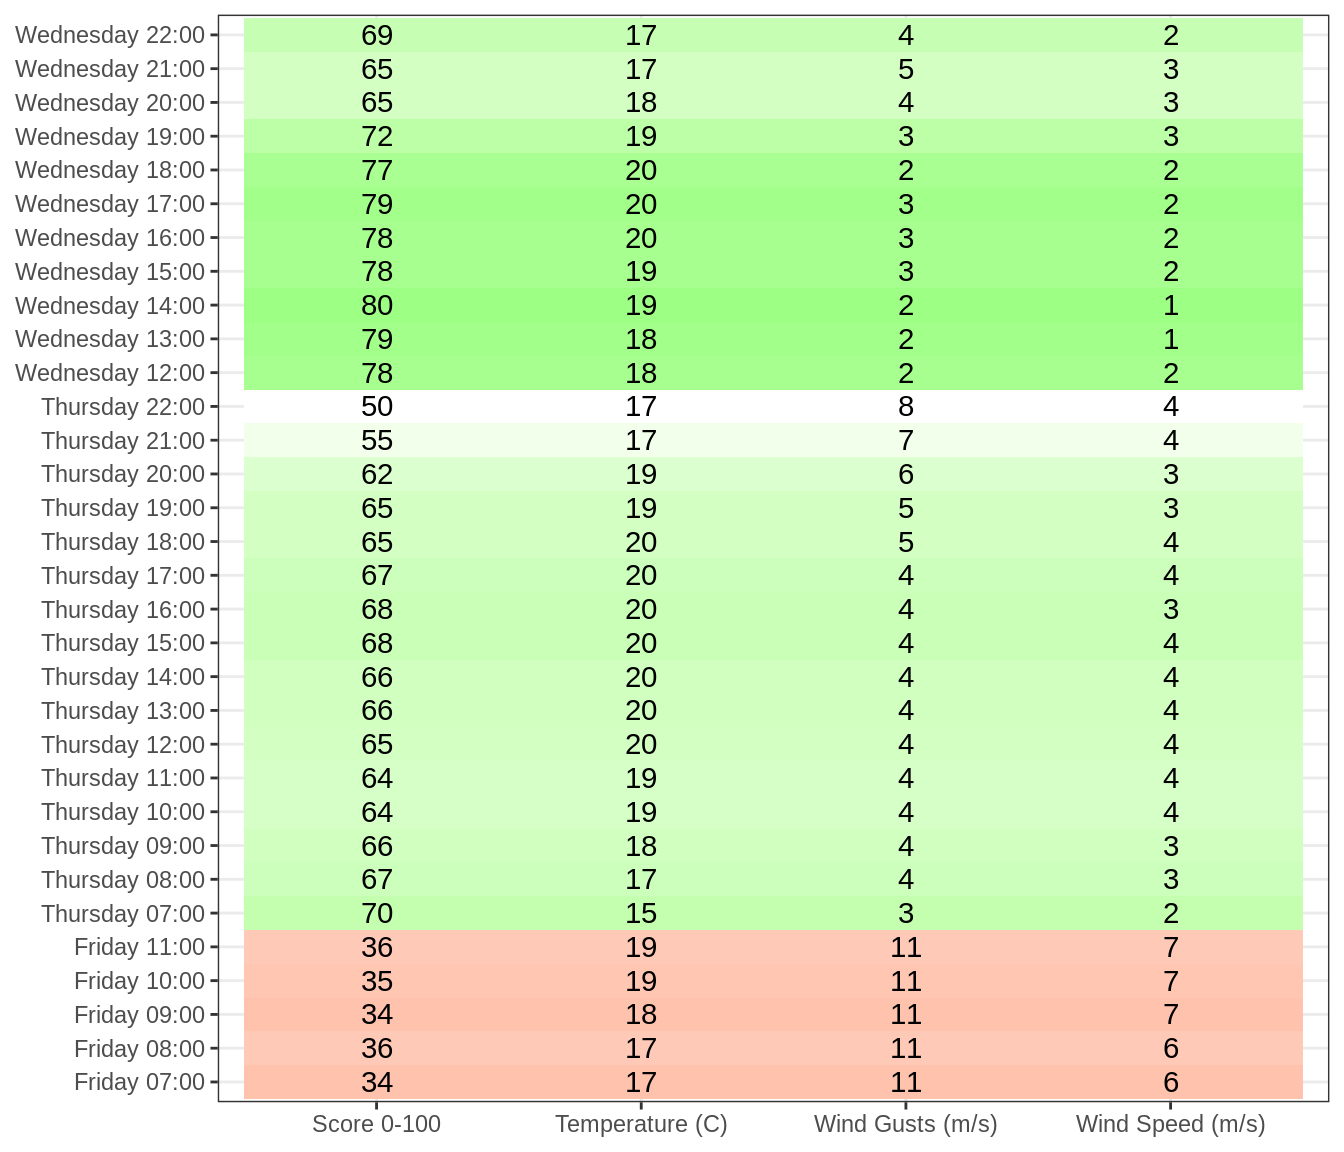 Wednesday 22:00 69 17 4 2
Wednesday 21:00 65 17 5 3
Wednesday 20:00 65 18 4 3
Wednesday 19:00 72 19 3 3
Wednesday 18:00 77 20 2 2
Wednesday 17:00 79 20 3 2
Wednesday 16:00 78 20 3 2
Wednesday 15:00 78 19 3 2
Wednesday 14:00 80 19 2 1
Wednesday 13:00 79 18 2 1
Wednesday 12:00 78 18 2 2
Thursday 22:00 50 17 8 4
Thursday 21:00 55 17 7 4
Thursday 20:00 62 19 6 3
Thursday 19:00 65 19 5 3
Thursday 18:00 65 20 5 4
Thursday 17:00 67 20 4 4
Thursday 16:00 68 20 4 3
Thursday 15:00 68 20 4 4
Thursday 14:00 66 20 4 4
Thursday 13:00 66 20 4 4
Thursday 12:00 65 20 4 4
Thursday 11:00 64 19 4 4
Thursday 10:00 64 19 4 4
Thursday 09:00 66 18 4 3
Thursday 08:00 67 17 4 3
Thursday 07:00 70 15 3 2
Friday 11:00 36 19 11 7
Friday 10:00 35 19 11 7
Friday 09:00 34 18 11 7
Friday 08:00 36 17 11 6
Friday 07:00 34 17 11 6
Score 0-100 Temperature (C) Wind Gusts (m/s) Wind Speed (m/s)